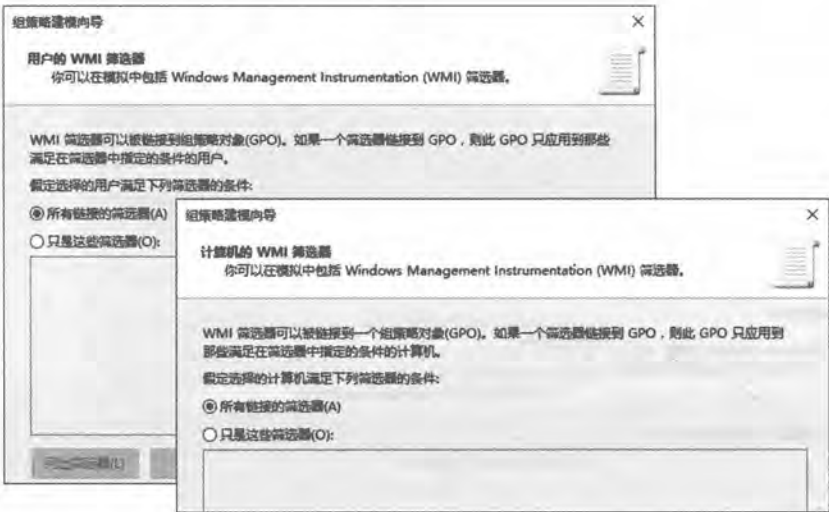 组策略建模向导
用户的 WMI 筛选器
你可以在模拟中包括 Windows Management Instrumentation (WMI) 筛选器。
WMI 筛选器可以被链接到组策略对象(GPO)。如果一个筛选器链接到 GPO，则此 GPO 只应用到那些
满足在筛选器中指定的条件的用户。
假定选择的用户满足下列筛选器的条件:
所有链接的筛选器(A)
只是这些筛选器(O):
(L)
组策略建模向导
计算机的 WMI 筛选器
你可以在模拟中包括 Windows Management Instrumentation (WMI) 筛选器。
WMI 筛选器可以被链接到一个组策略对象(GPO)。如果一个筛选器链接到 GPO，则此 GPO 只应用到
那些满足在筛选器中指定的条件的计算机。
假定选择的计算机满足下列筛选器的条件:
所有链接的筛选器(A)
只是这些筛选器(O):